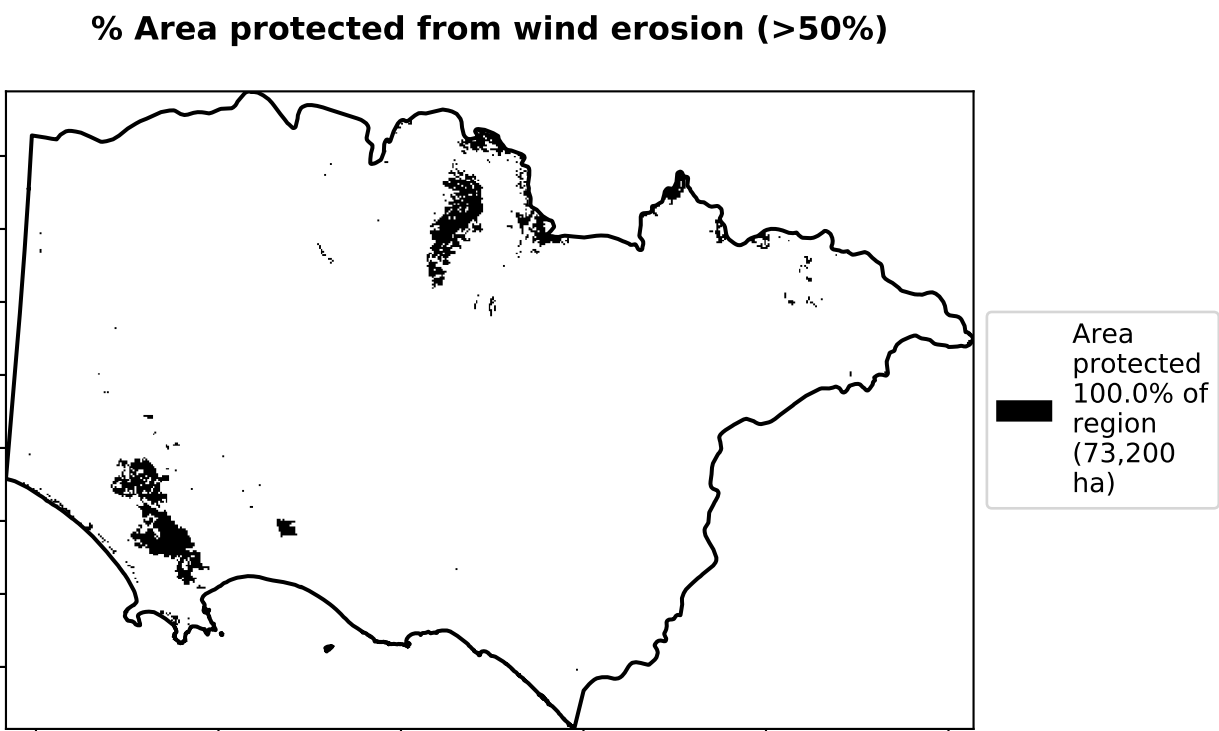 % Area protected from wind erosion (>50%)
Area
protected
100.0% of
region
(73,200
ha)